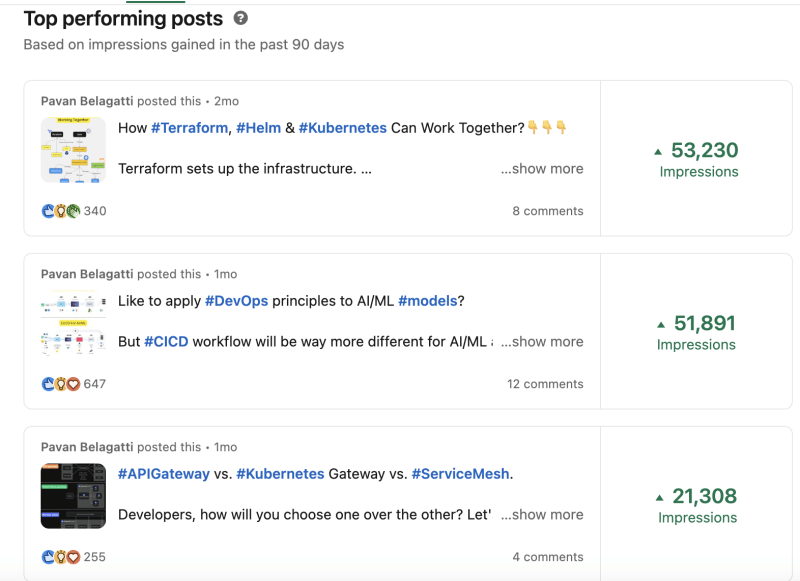 Top performing posts ?
Based on impressions gained in the past 90 days
Pavan Belagatti posted this • 2mo
Working Together
How #Terraform, #Helm & #Kubernetes Can Work Together?👇👇👇
Terraform sets up the infrastructure. ...
...show more
340
8 comments
53,230
Impressions
Pavan Belagatti posted this • 1mo
Like to apply #DevOps principles to AI/ML #models?
But #CICD workflow will be way more different for AI/ML
...show more
647
12 comments
51,891
Impressions
Pavan Belagatti posted this • 1mo
#APIGateway vs. #Kubernetes Gateway vs. #ServiceMesh.
Developers, how will you choose one over the other? Let'
...show more
255
4 comments
21,308
Impressions